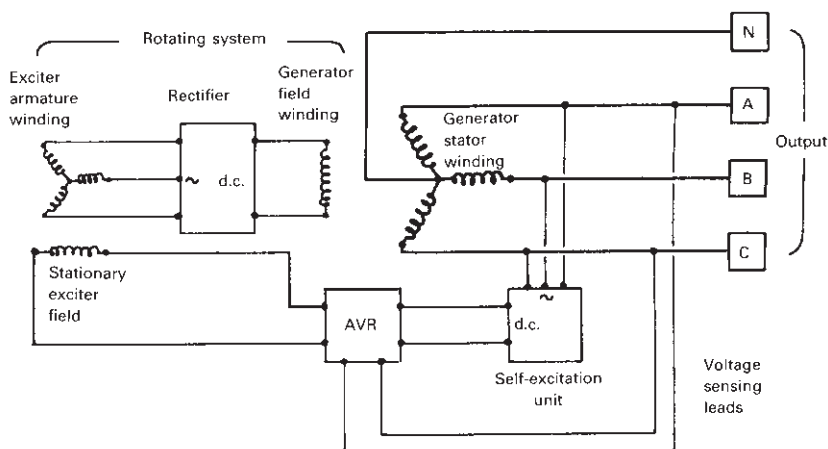 Rotating system
Exciter
armature
winding
Rectifier
Generator
field
winding
~
d.c.
Generator
stator
winding
N
A
B
C
Output
Stationary
exciter
field
AVR
~
d.c.
Self-excitation
unit
Voltage
sensing
leads